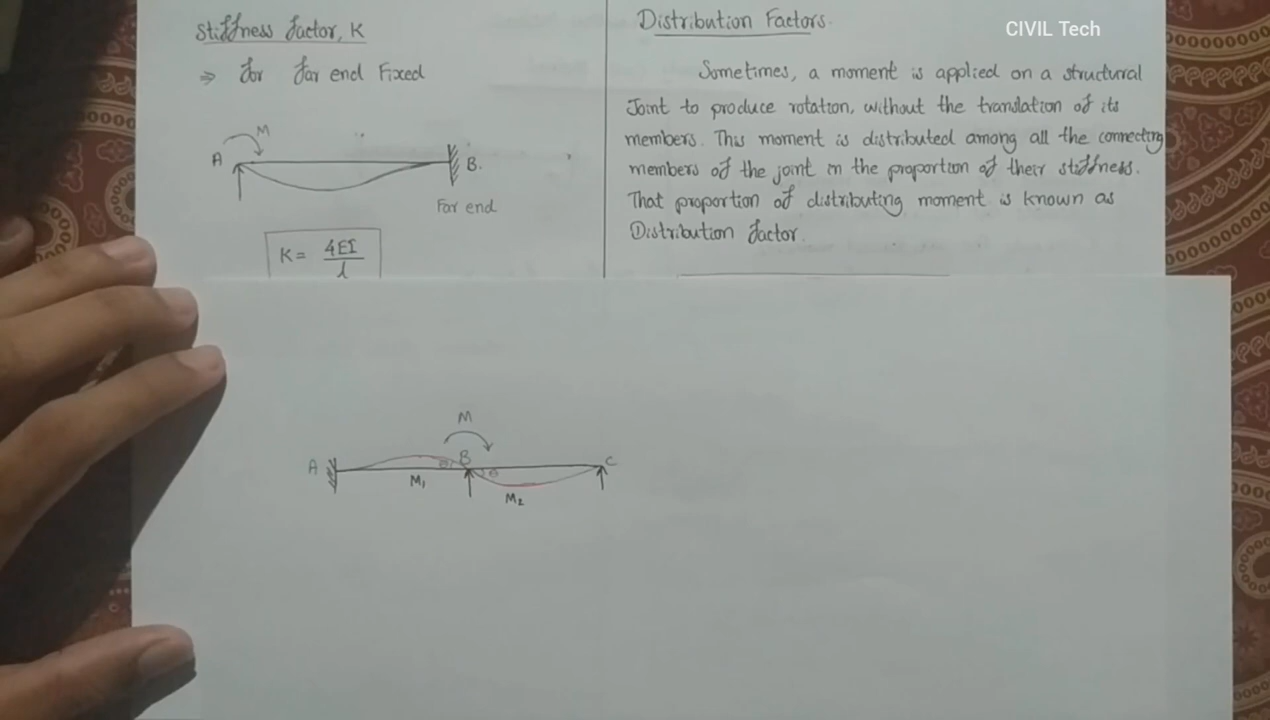 Stiffness factor, K
⇒ for far end Fixed
M
A
B.
Far end
K = 4EI
l
Distribution Factors.
CIVIL Tech
Sometimes, a moment is applied on a structural
Joint to produce rotation, without the translation of its
members. This moment is distributed among all the connecting
members of the joint in the proportion of their stiffness.
That proportion of distributing moment is known as
Distribution factor.
M
A
B
C
θ
θ
M₁
M₂